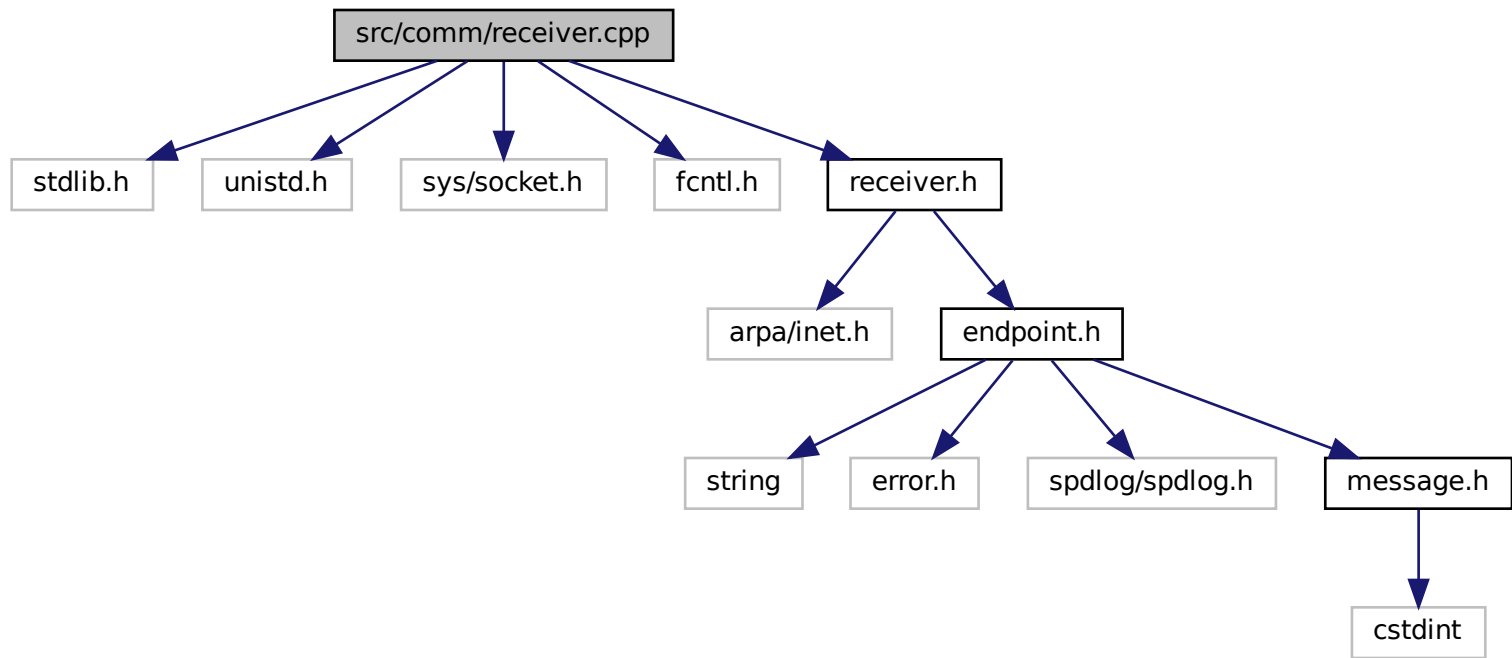 src/comm/receiver.cpp
stdlib.h
unistd.h
sys/socket.h
fcntl.h
receiver.h
arpa/inet.h
endpoint.h
string
error.h
spdlog/spdlog.h
message.h
cstdint